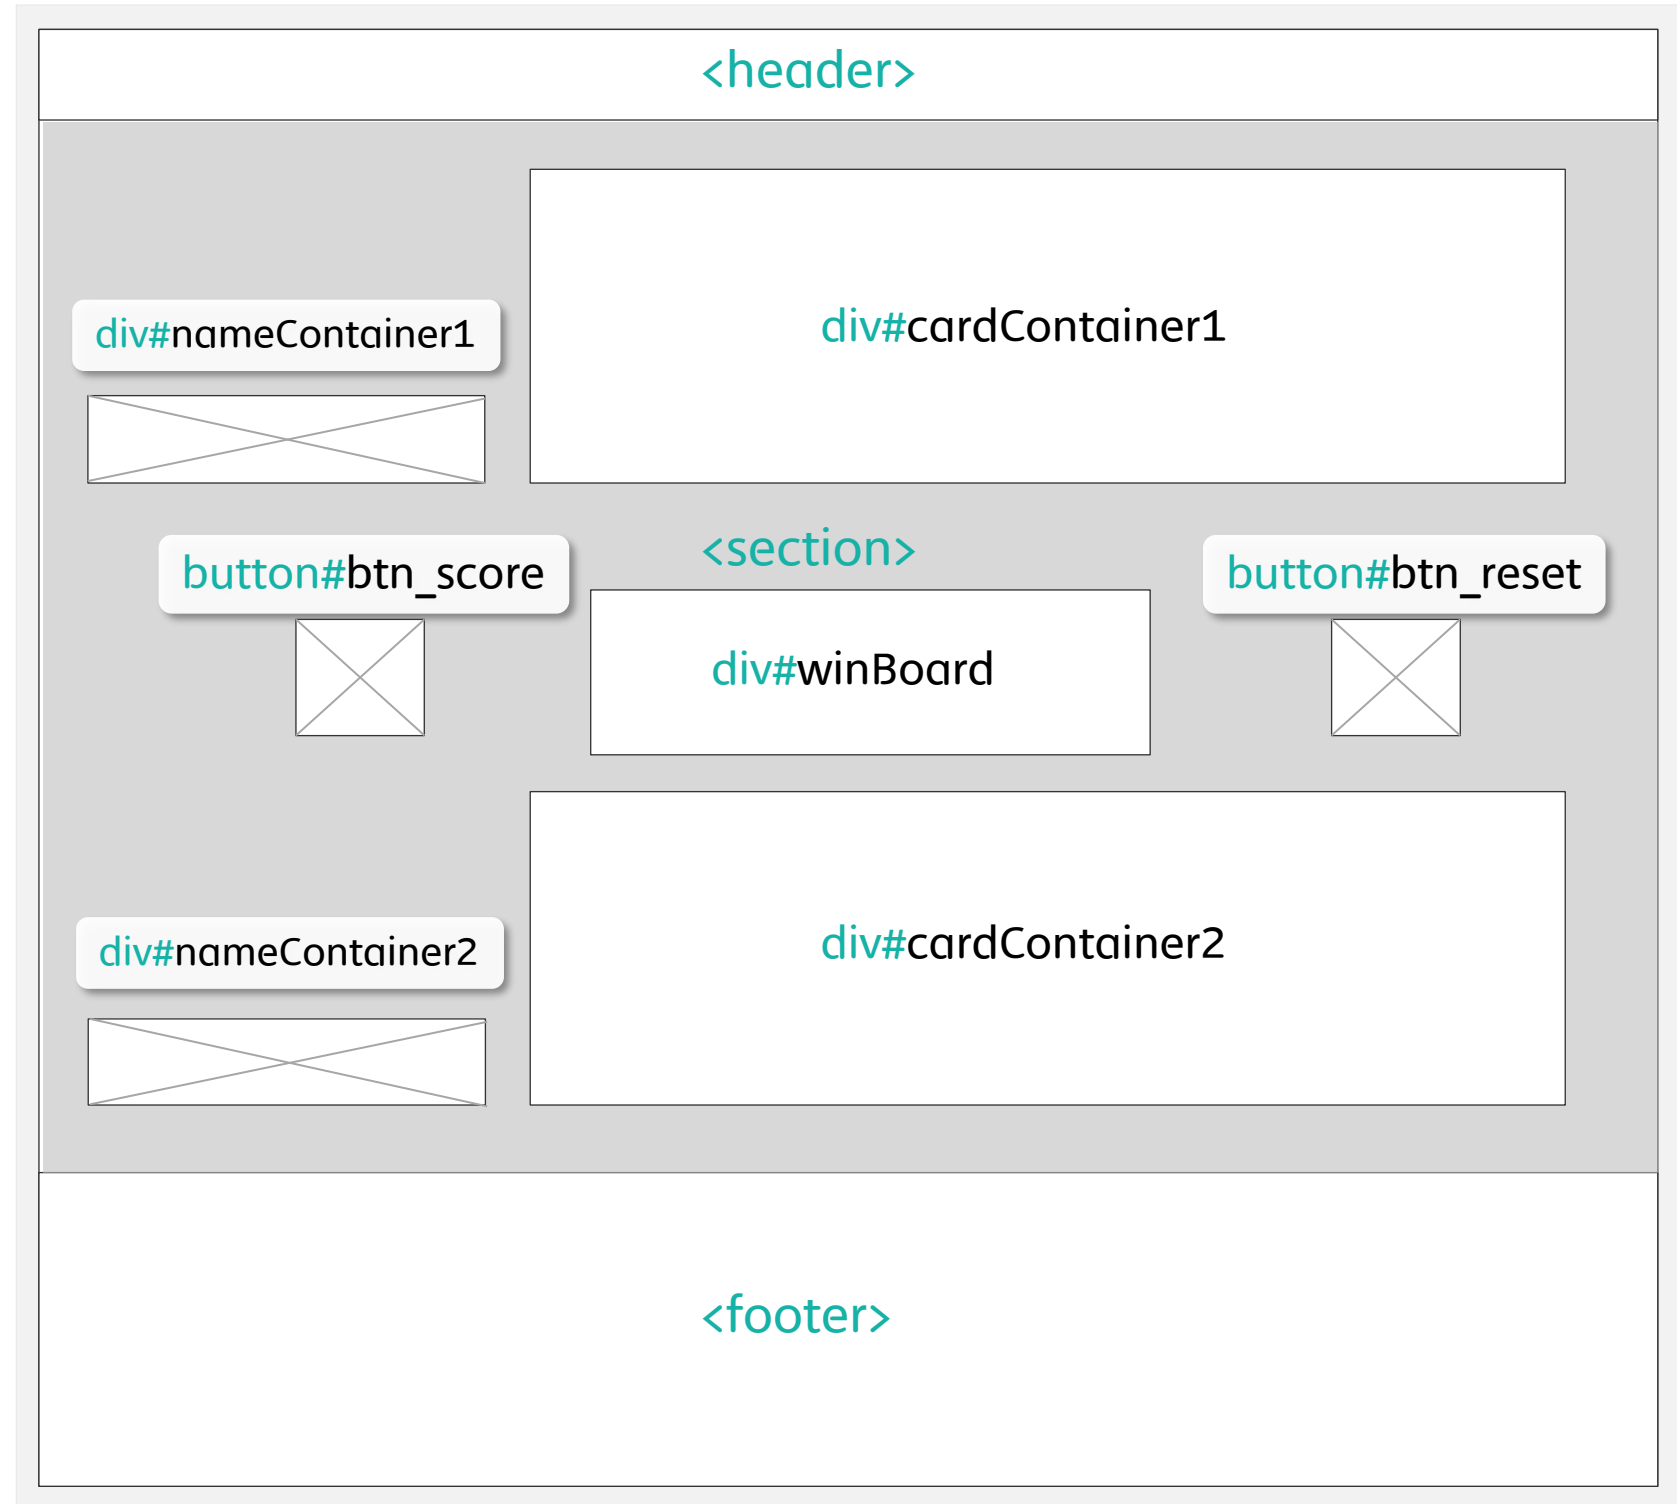 <header>
div#nameContainer1
div#cardContainer1
<section>
button#btn_score
button#btn_reset
div#winBoard
div#nameContainer2
div#cardContainer2
<footer>